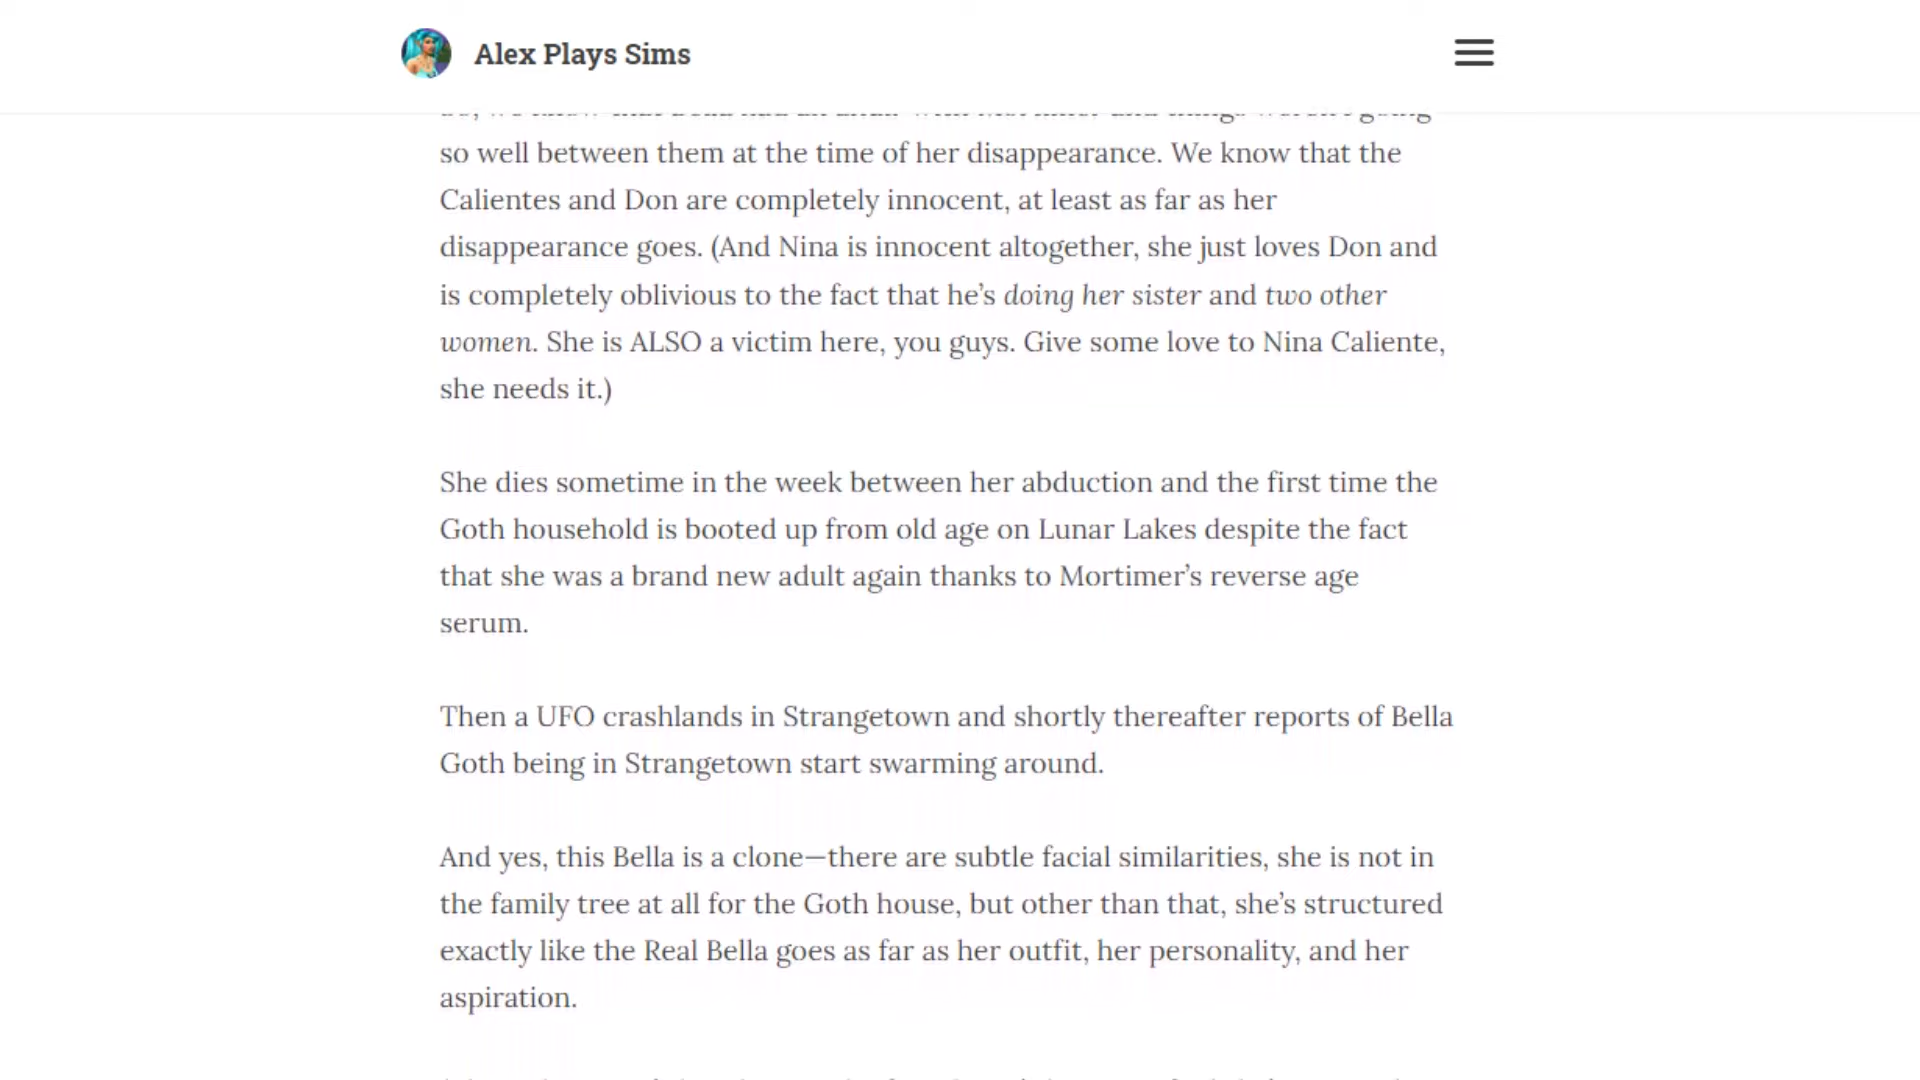 Alex Plays Sims
so well between them at the time of her disappearance. We know that the
Calientes and Don are completely innocent, at least as far as her
disappearance goes. (And Nina is innocent altogether, she just loves Don and
is completely oblivious to the fact that he’s doing her sister and two other
women. She is ALSO a victim here, you guys. Give some love to Nina Caliente,
she needs it.)
She dies sometime in the week between her abduction and the first time the
Goth household is booted up from old age on Lunar Lakes despite the fact
that she was a brand new adult again thanks to Mortimer’s reverse age
serum.
Then a UFO crashlands in Strangetown and shortly thereafter reports of Bella
Goth being in Strangetown start swarming around.
And yes, this Bella is a clone—there are subtle facial similarities, she is not in
the family tree at all for the Goth house, but other than that, she’s structured
exactly like the Real Bella goes as far as her outfit, her personality, and her
aspiration.